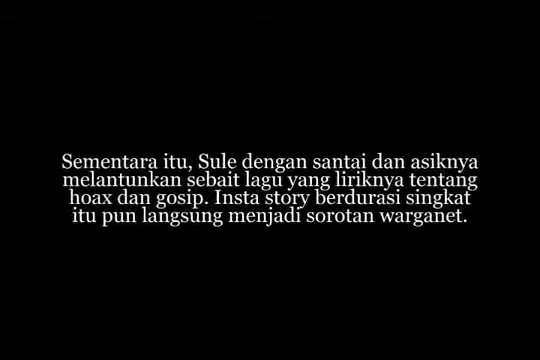 Sementara itu, Sule dengan santai dan asiknya
melantunkan sebait lagu yang liriknya tentang
hoax dan gosip. Insta story berdurasi singkat
itu pun langsung menjadi sorotan warganet.